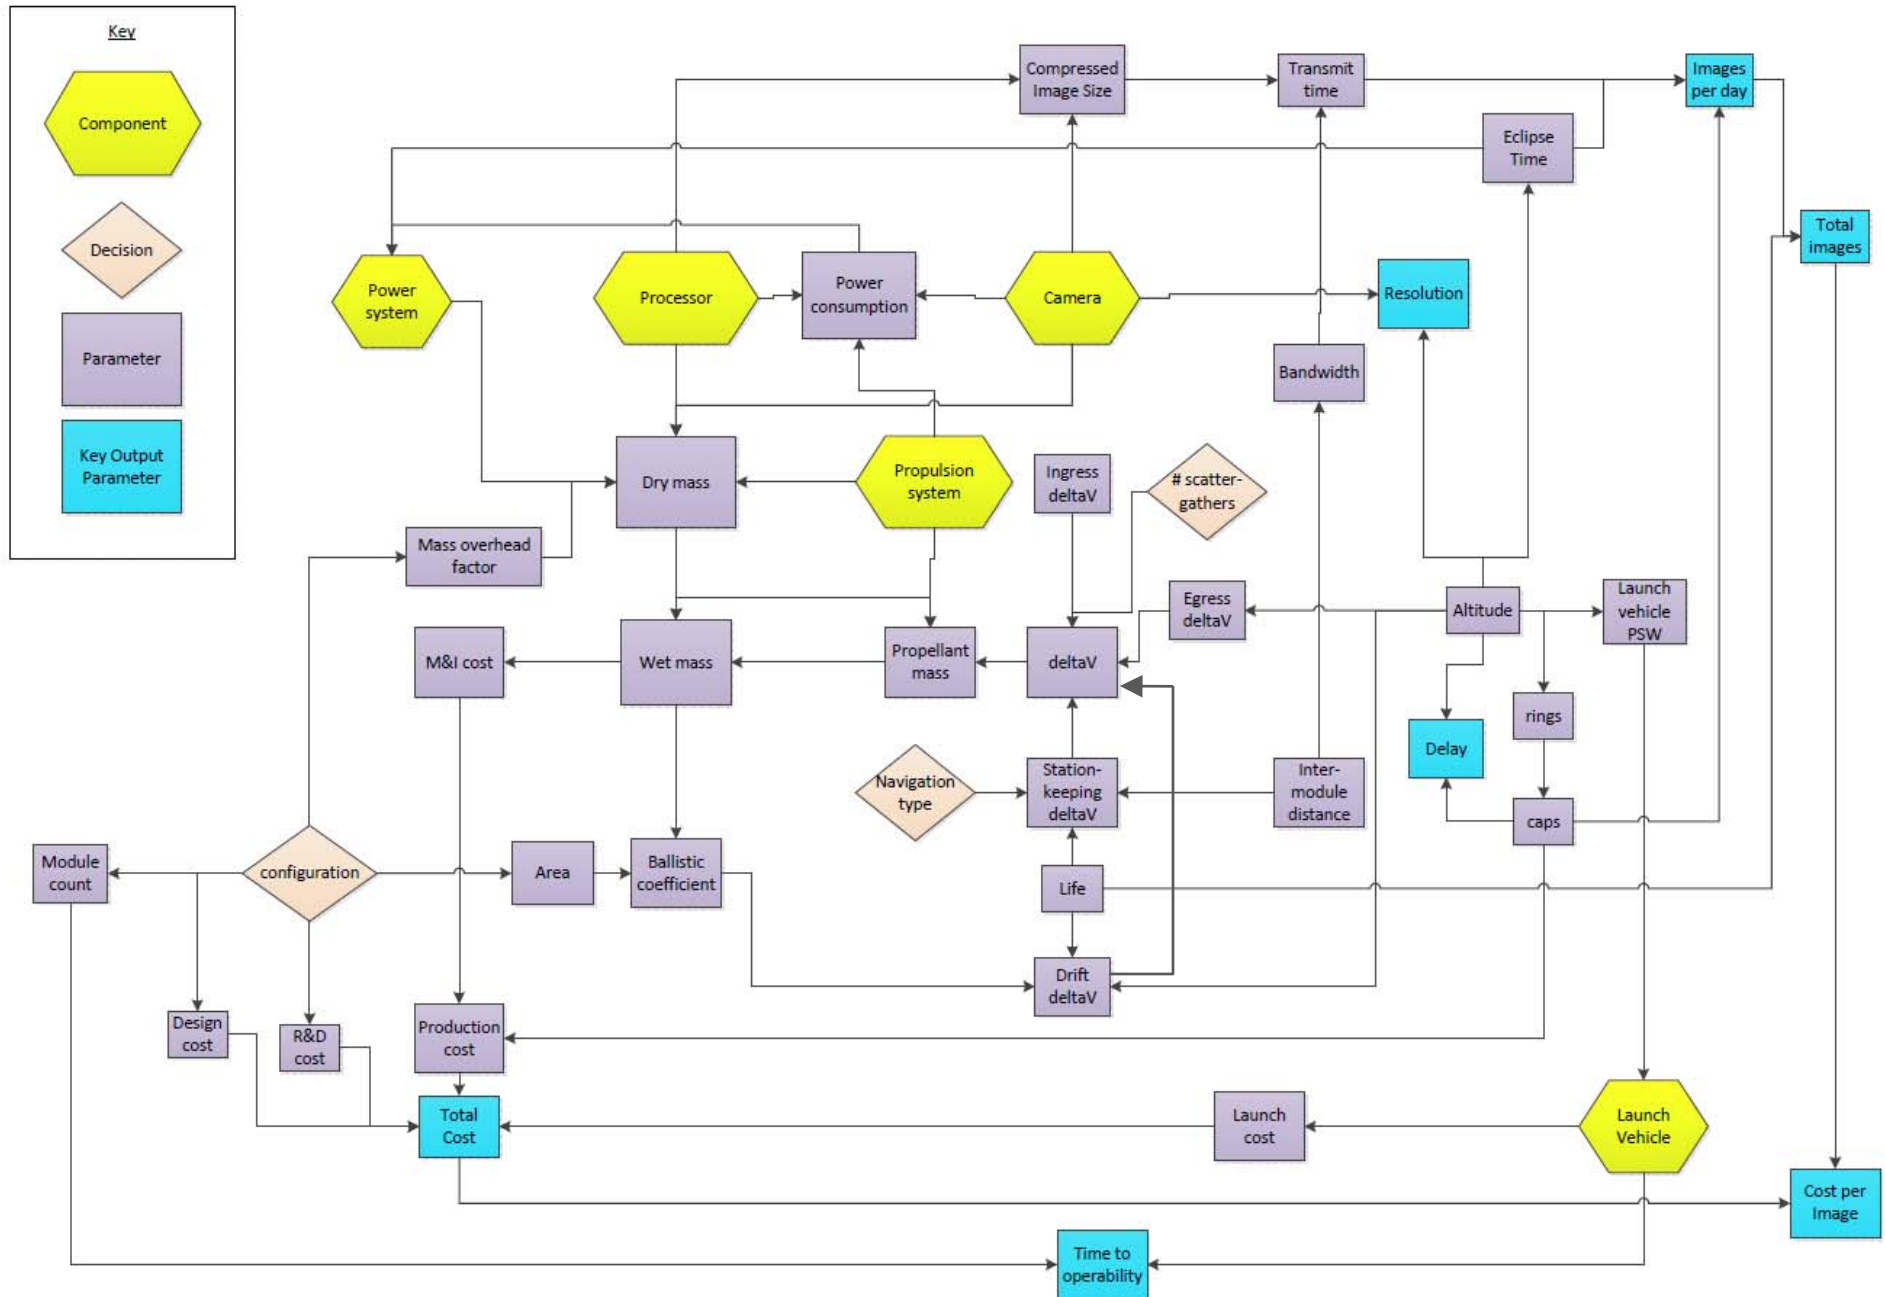 Key
Component
Decision
Parameter
Key Output
Parameter
Compressed
Image Size
Transmit
time
Images
per day
Eclipse
Time
Total
images
Power
system
Processor
Power
consumption
Camera
Resolution
Bandwidth
Dry mass
Propulsion
system
Ingress
deltaV
# scatter-
gathers
Mass overhead
factor
Egress
deltaV
Altitude
Launch
vehicle
PSW
M&I cost
Wet mass
Propellant
mass
deltaV
rings
Delay
Navigation
type
Station-
keeping
deltaV
Inter-
module
distance
caps
Module
count
configuration
Area
Ballistic
coefficient
Life
Drift
deltaV
Design
cost
R&D
cost
Production
cost
Total
Cost
Launch
cost
Launch
Vehicle
Cost per
Image
Time to
operability